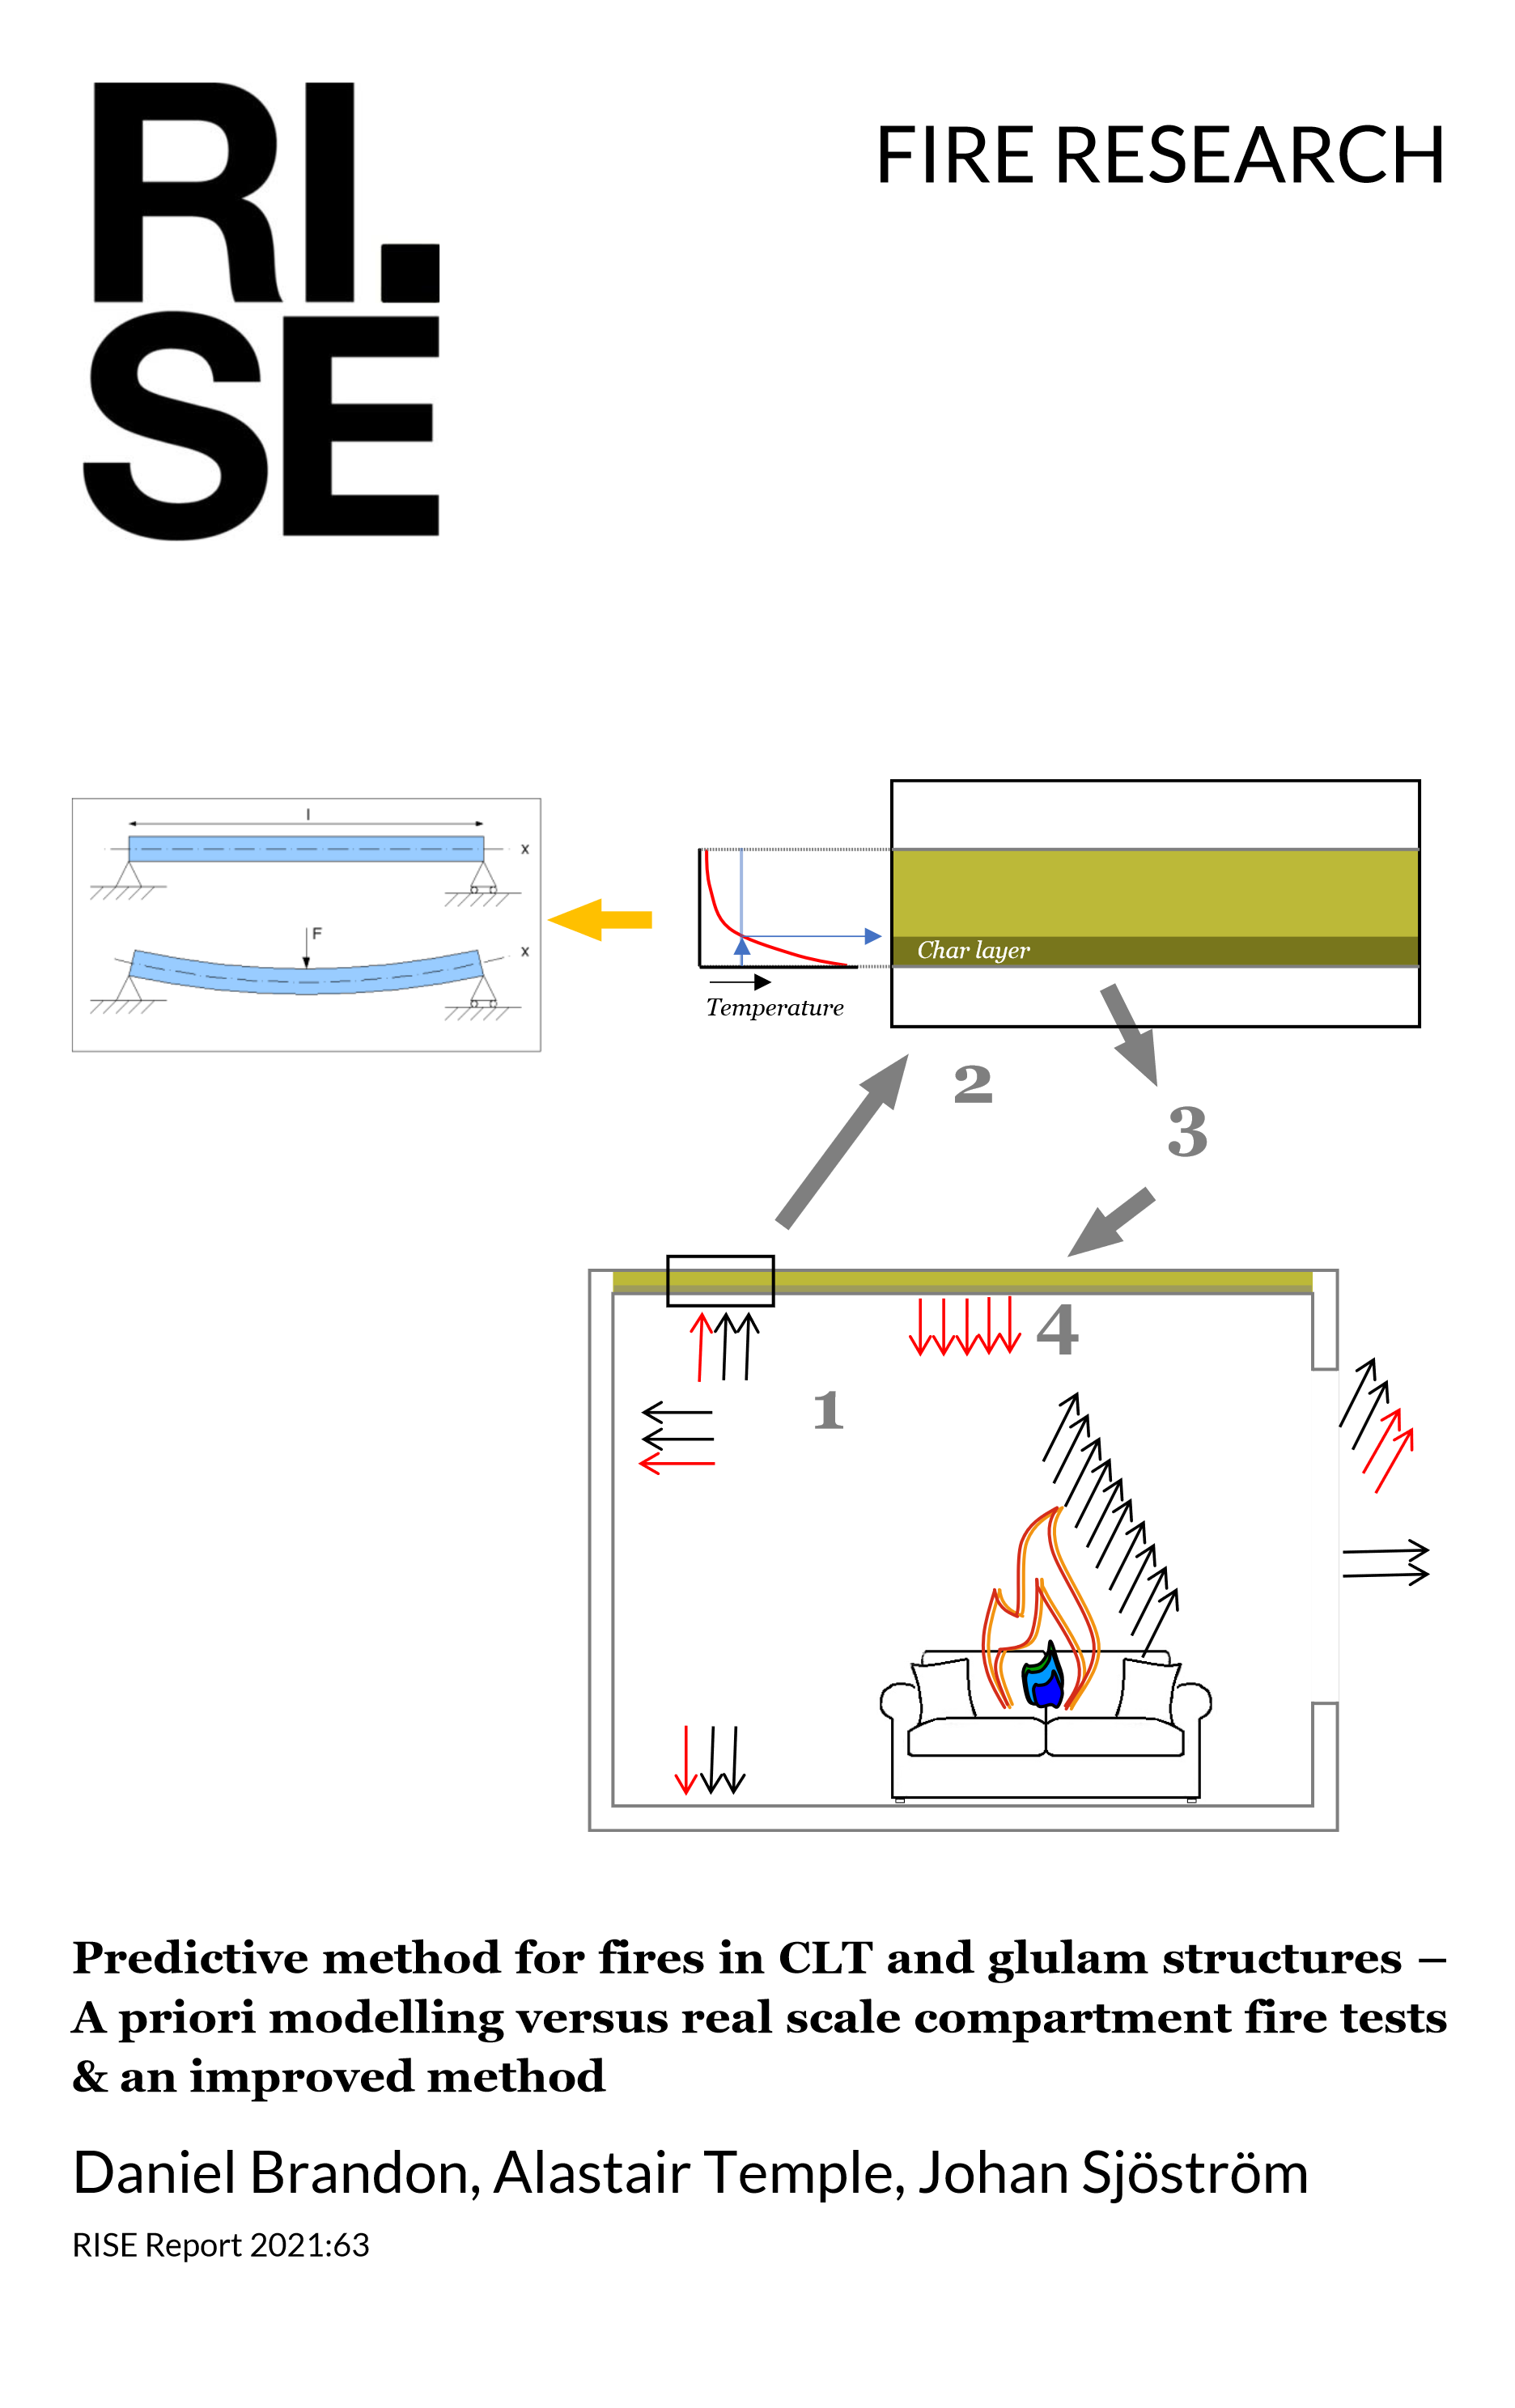 RI.
SE
FIRE RESEARCH
l
x
F
x
Char layer
Temperature
2
3
4
1
Predictive method for fires in CLT and glulam structures –
A priori modelling versus real scale compartment fire tests
& an improved method
Daniel Brandon, Alastair Temple, Johan Sjöström
RISE Report 2021:63